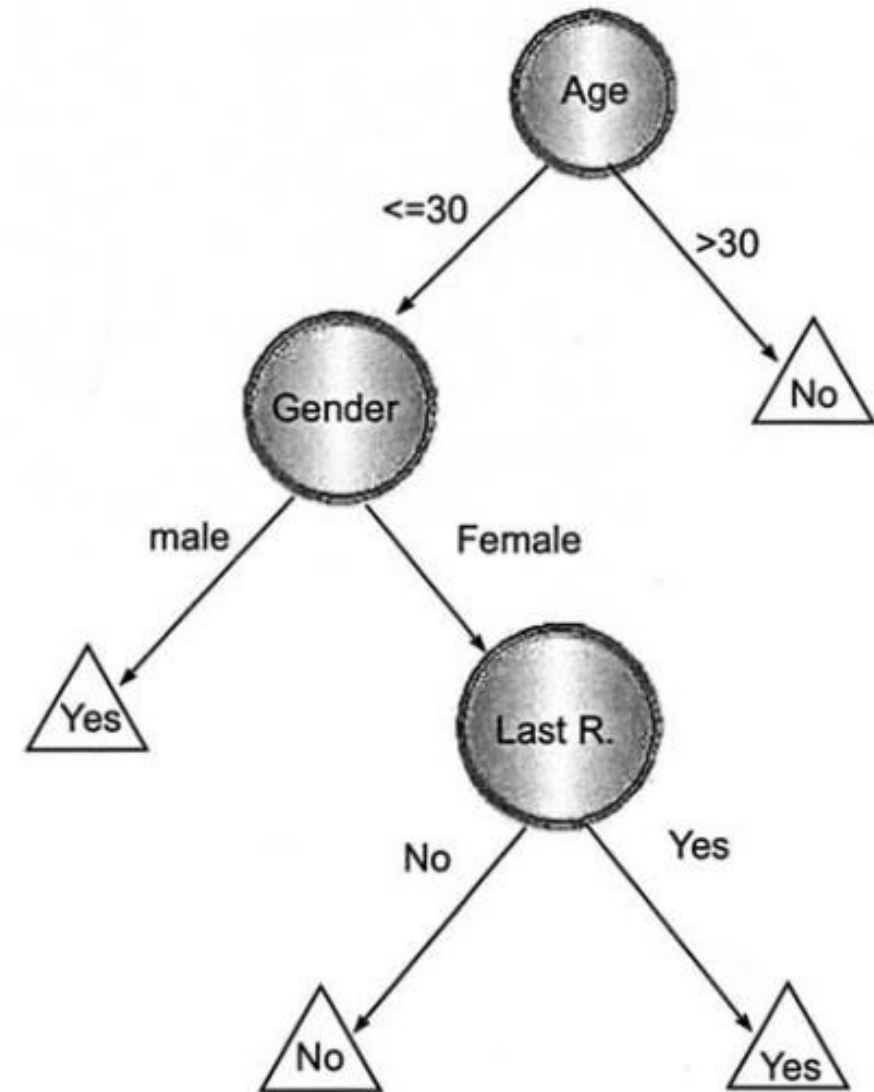 Age
<=30
>30
No
Gender
male
Female
Yes
Last R.
No
Yes
No
Yes